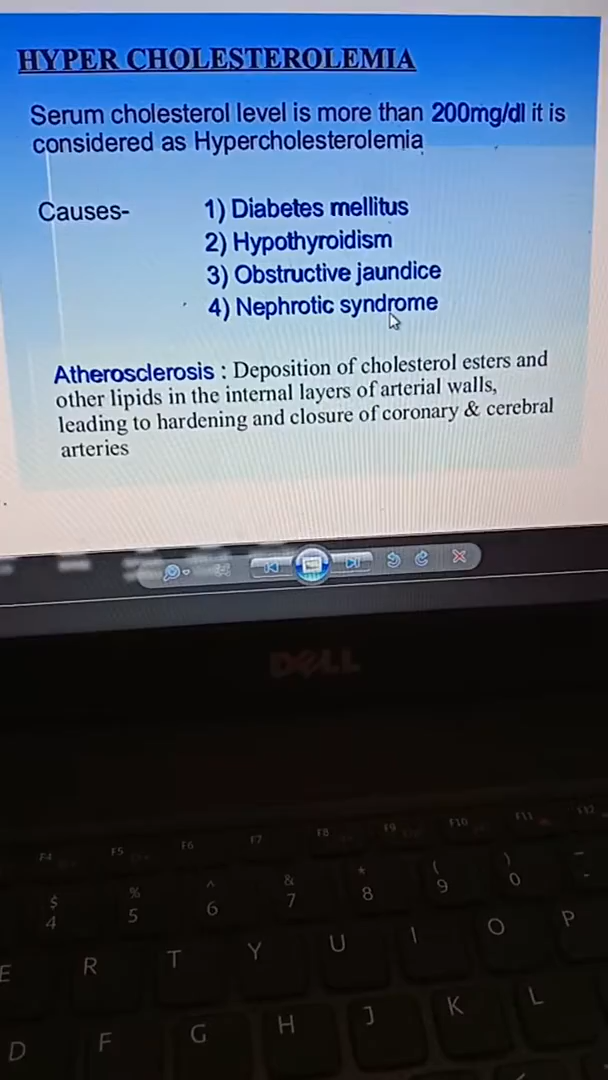 HYPER CHOLESTEROLEMIA
Serum cholesterol level is more than 200mg/dl it is
considered as Hypercholesterolemia
Causes- 1) Diabetes mellitus
2) Hypothyroidism
3) Obstructive jaundice
4) Nephrotic syndrome
Atherosclerosis : Deposition of cholesterol esters and
other lipids in the internal layers of arterial walls,
leading to hardening and closure of coronary & cerebral
arteries
DELL
F4 F5 F6 F7 F8 F9 F10 F11 F12
$ % ^ & * ( ) _
4 5 6 7 8 9 0 -
E R T Y U I O P
D F G H J K L